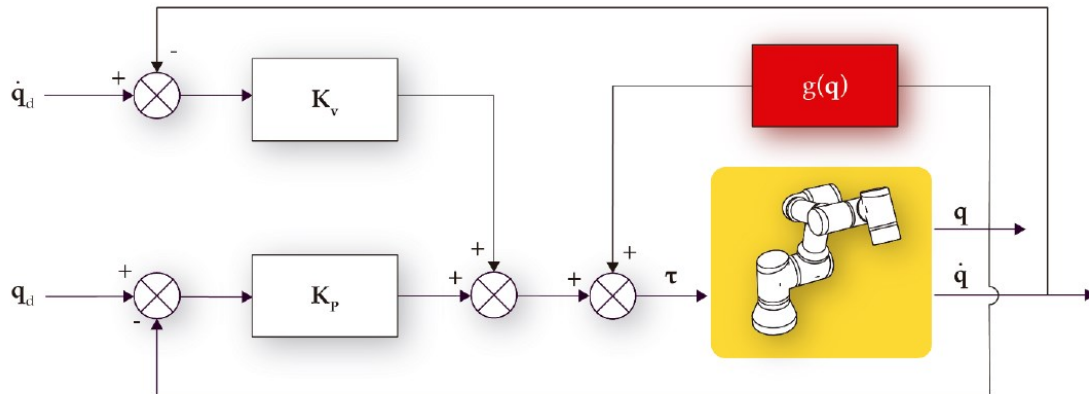 -
+
q̇d
+
Kv
g(q)
+
+
q
+
qd
-
Kp
+
+
τ
q̇